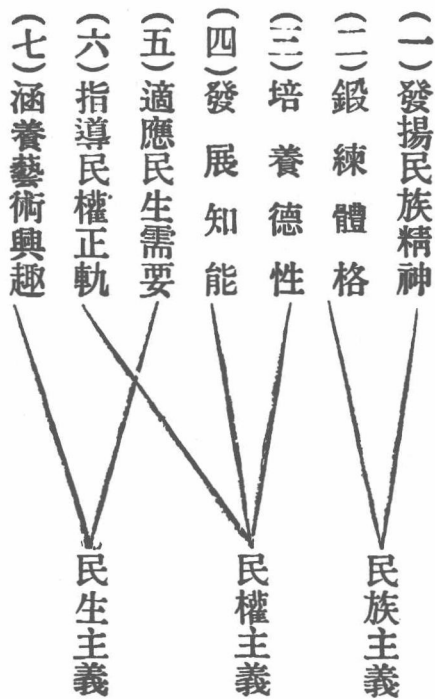 (一)發揚民族精神
(二)鍛練體格
(三)培養德性
(四)發展知能
(五)適應民生需要
(六)指導民權正軌
(七)涵養藝術興趣
民族主義
民權主義
民生主義